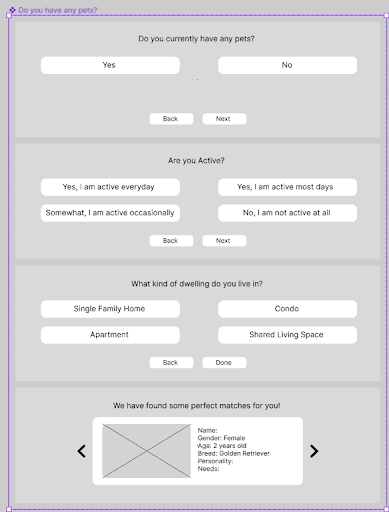 Do you have any pets?
Do you currently have any pets?
Yes No
Back Next
Are you Active?
Yes, I am active everyday Yes, I am active most days
Somewhat, I am active occasionally No, I am not active at all
Back Next
What kind of dwelling do you live in?
Single Family Home Condo
Apartment Shared Living Space
Back Done
We have found some perfect matches for you!
Name:
Gender: Female
Age: 2 years old
Breed: Golden Retriever
Personality:
Needs: